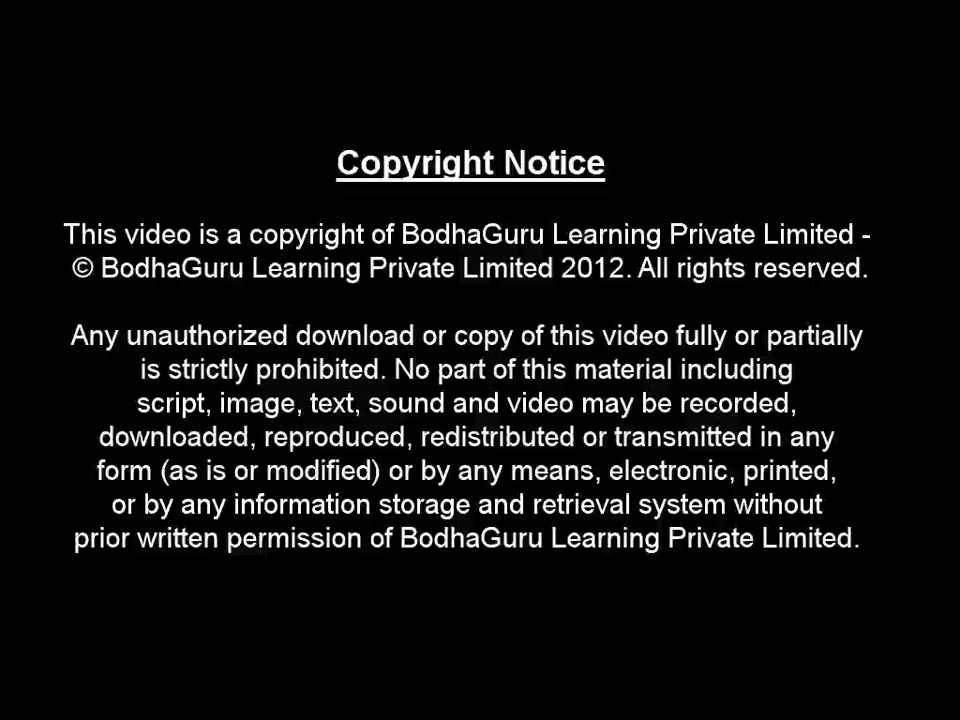 Copyright Notice
This video is a copyright of BodhaGuru Learning Private Limited -
© BodhaGuru Learning Private Limited 2012. All rights reserved.
Any unauthorized download or copy of this video fully or partially
is strictly prohibited. No part of this material including
script, image, text, sound and video may be recorded,
downloaded, reproduced, redistributed or transmitted in any
form (as is or modified) or by any means, electronic, printed,
or by any information storage and retrieval system without
prior written permission of BodhaGuru Learning Private Limited.